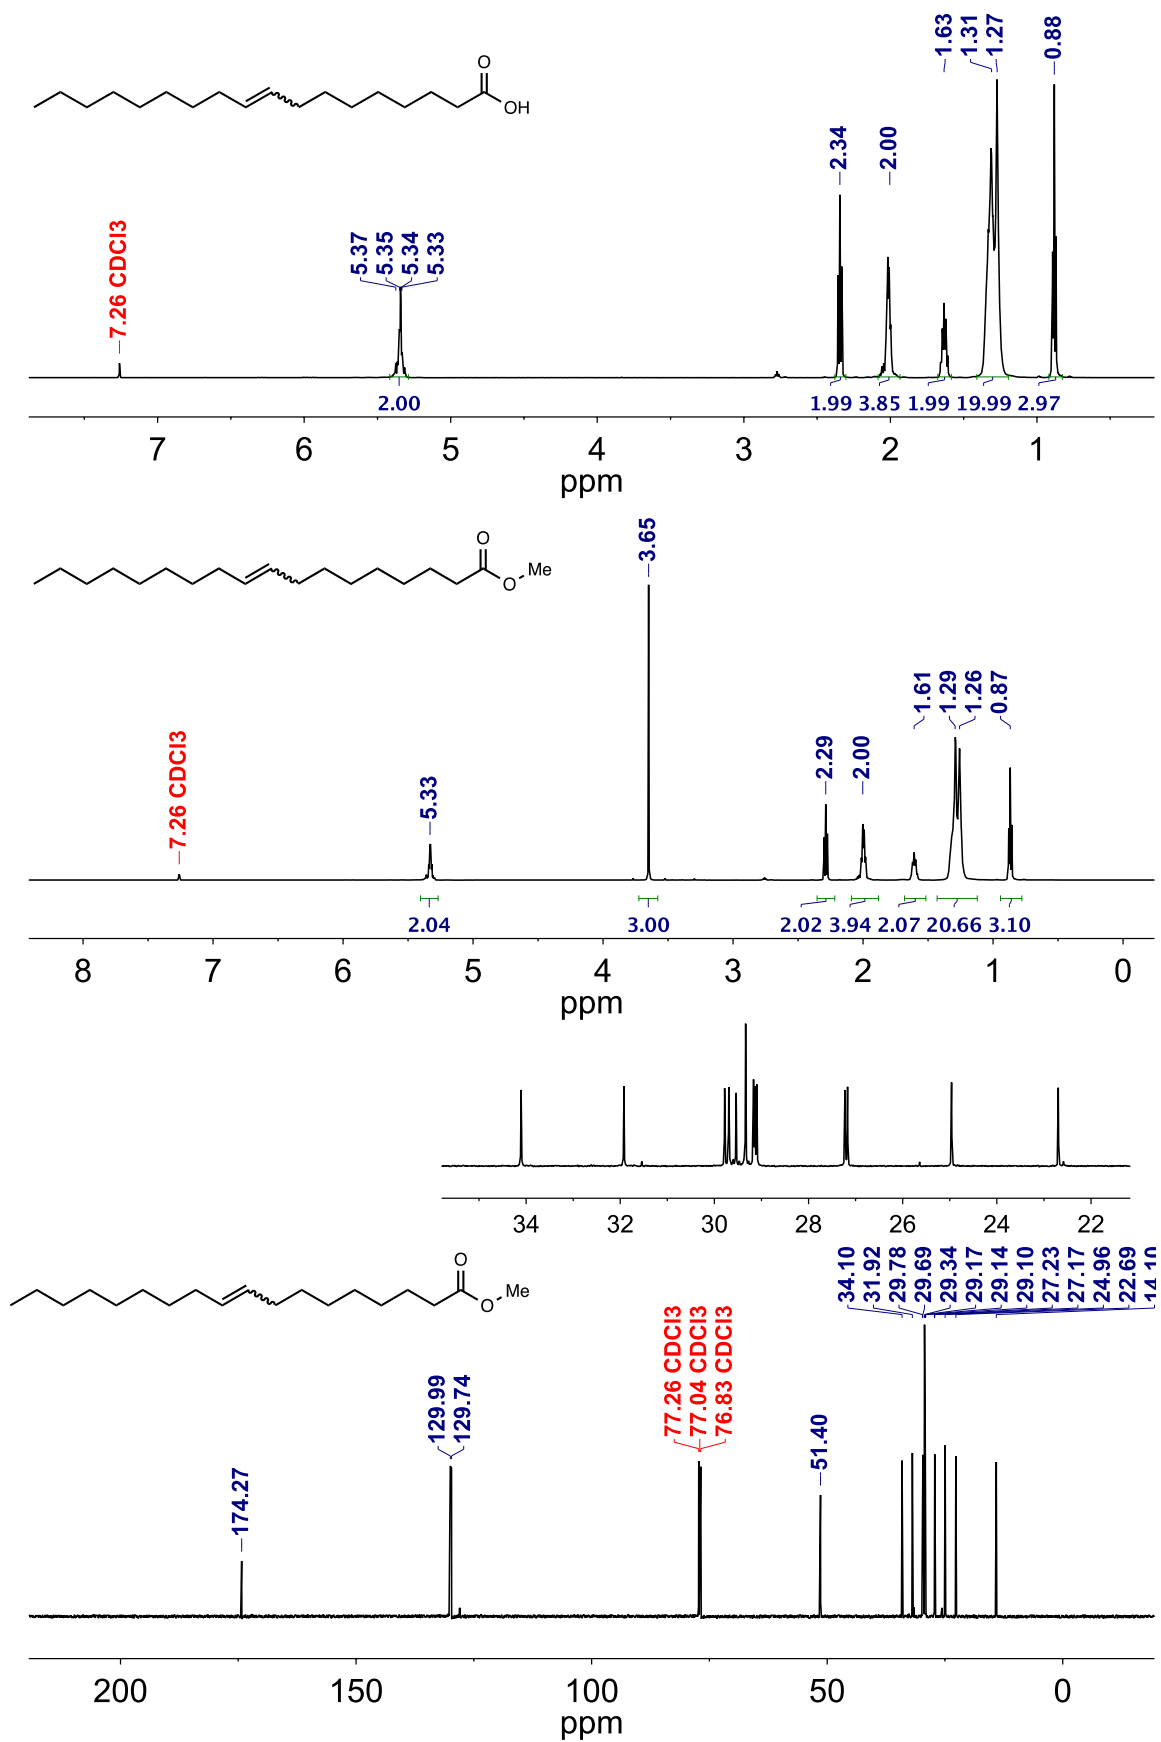 1.63
1.31
1.27
0.88
O
OH
2.34
2.00
7.26 CDCl3
5.37
5.35
5.34
5.33
2.00
1.99 3.85 1.99 19.99 2.97
7 6 5 4 3 2 1
ppm
3.65
O
O
Me
1.61
1.29
1.26
0.87
7.26 CDCl3
5.33
2.29
2.00
2.04
3.00
2.02 3.94 2.07 20.66 3.10
8 7 6 5 4 3 2 1 0
ppm
34 32 30 28 26 24 22
O
O
Me
34.10
31.92
29.78
29.69
29.34
29.17
29.14
29.10
27.23
27.17
24.96
22.69
14.10
77.26 CDCl3
77.04 CDCl3
76.83 CDCl3
129.99
129.74
51.40
174.27
200 150 100 50 0
ppm